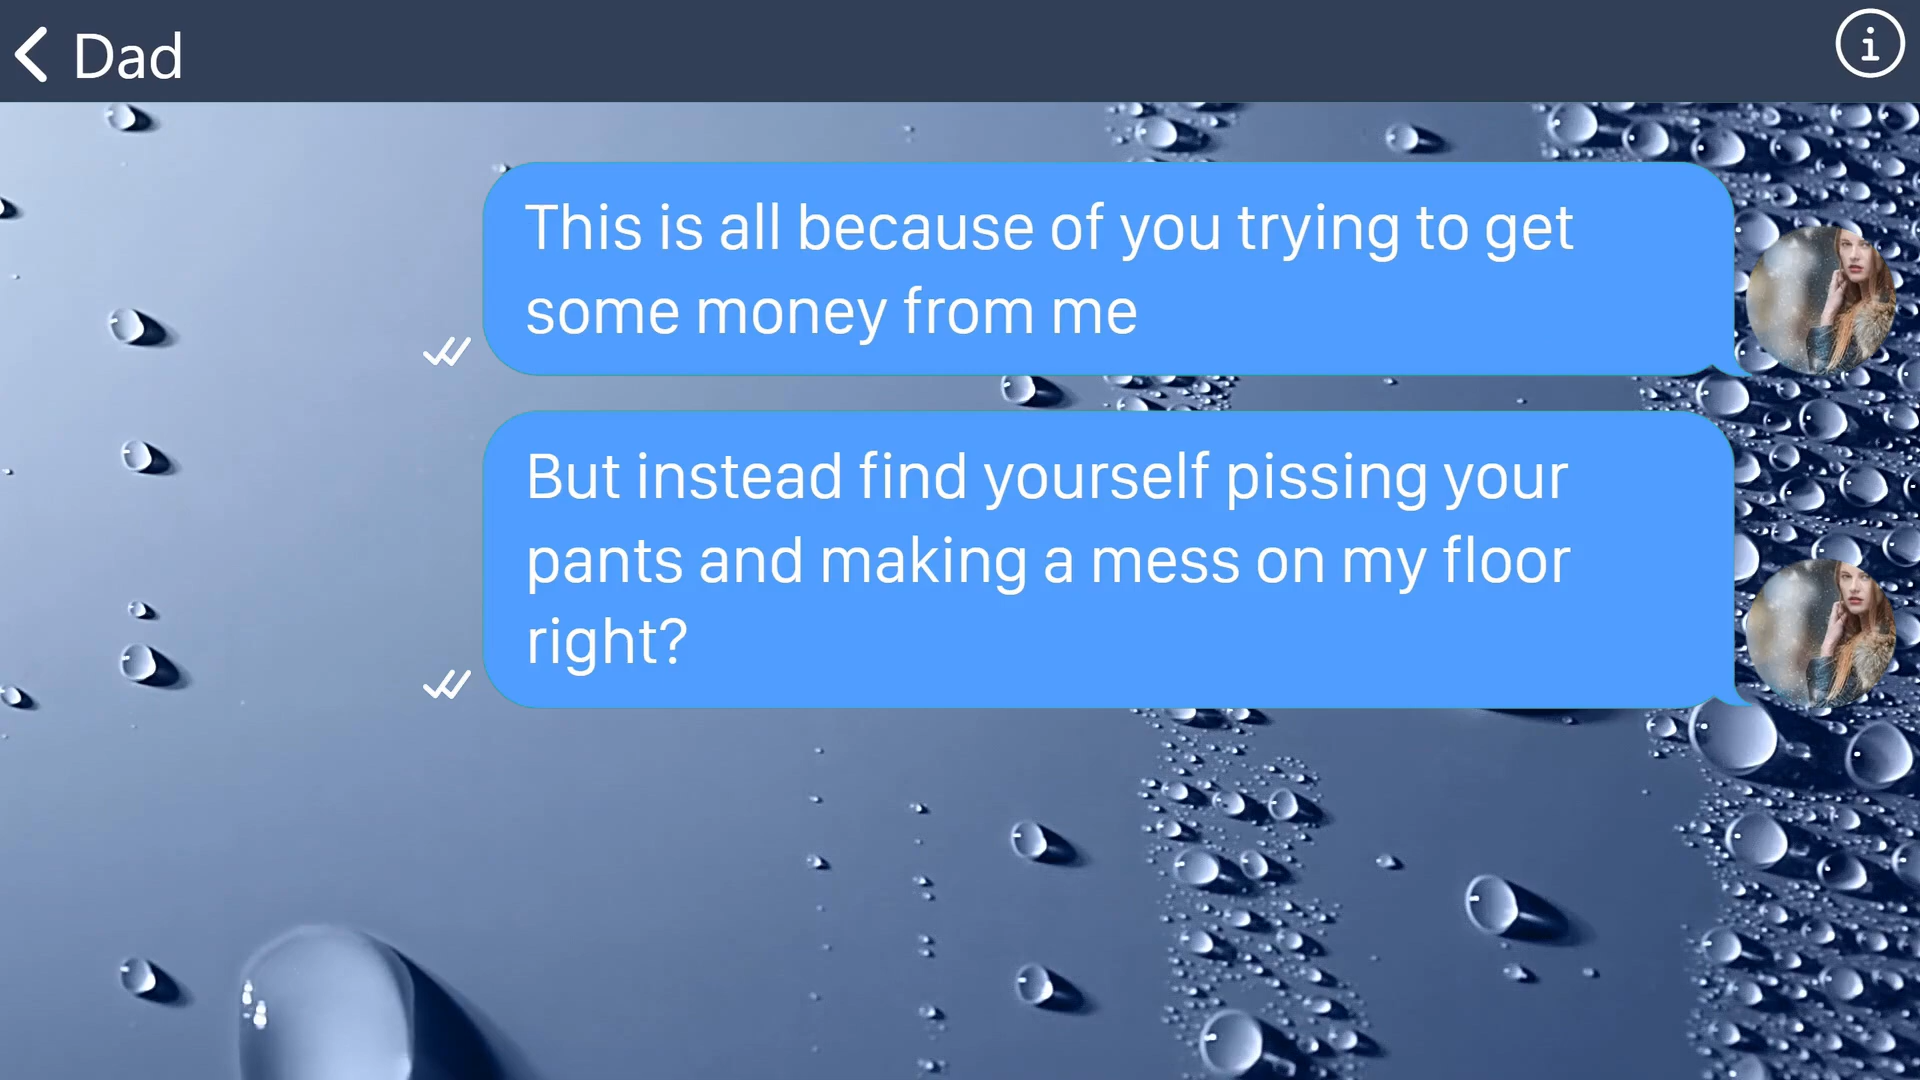 Dad
This is all because of you trying to get
some money from me
But instead find yourself pissing your
pants and making a mess on my floor
right?